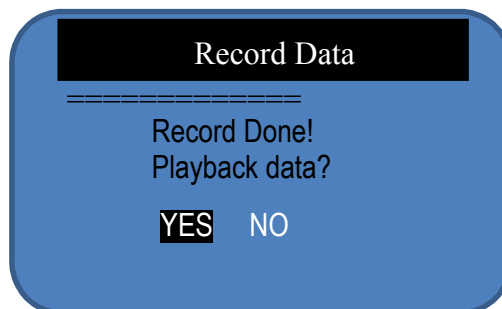 Record Data
=============
Record Done!
Playback data?
YES NO